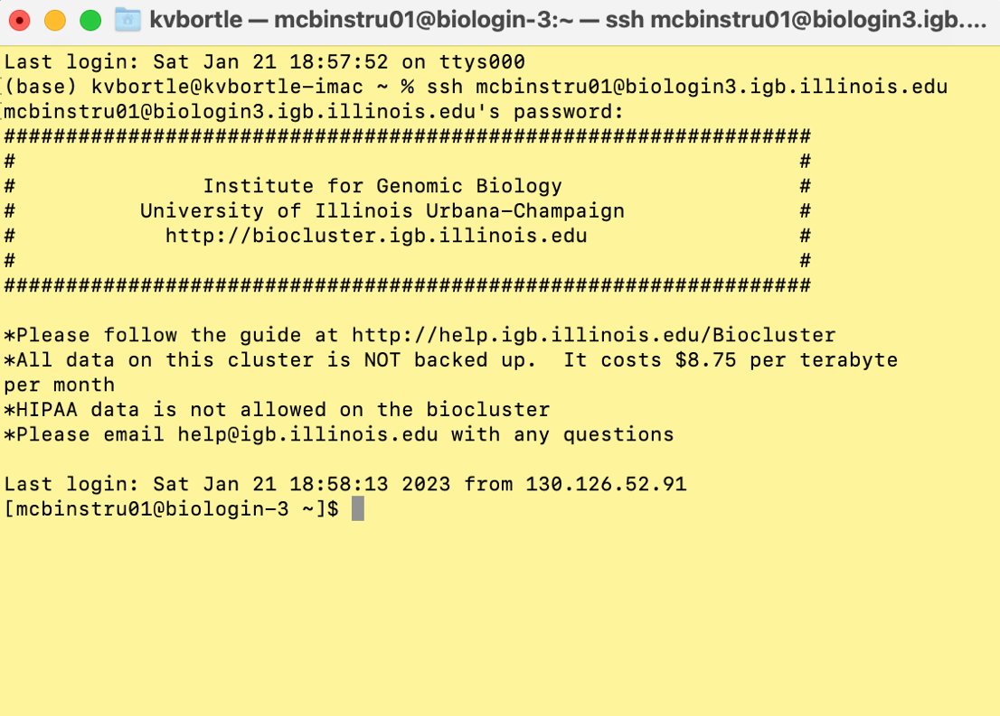 kvbortle — mcbinstru01@biologin-3:~ — ssh mcbinstru01@biologin3.igb....
Last login: Sat Jan 21 18:57:52 on ttys000
(base) kvbortle@kvbortle-imac ~ % ssh mcbinstru01@biologin3.igb.illinois.edu
mcbinstru01@biologin3.igb.illinois.edu's password:
#################################################################
#                                                               #
#               Institute for Genomic Biology                   #
#          University of Illinois Urbana-Champaign              #
#            http://biocluster.igb.illinois.edu                 #
#                                                               #
#################################################################
*Please follow the guide at http://help.igb.illinois.edu/Biocluster
*All data on this cluster is NOT backed up.  It costs $8.75 per terabyte
per month
*HIPAA data is not allowed on the biocluster
*Please email help@igb.illinois.edu with any questions
Last login: Sat Jan 21 18:58:13 2023 from 130.126.52.91
[mcbinstru01@biologin-3 ~]$